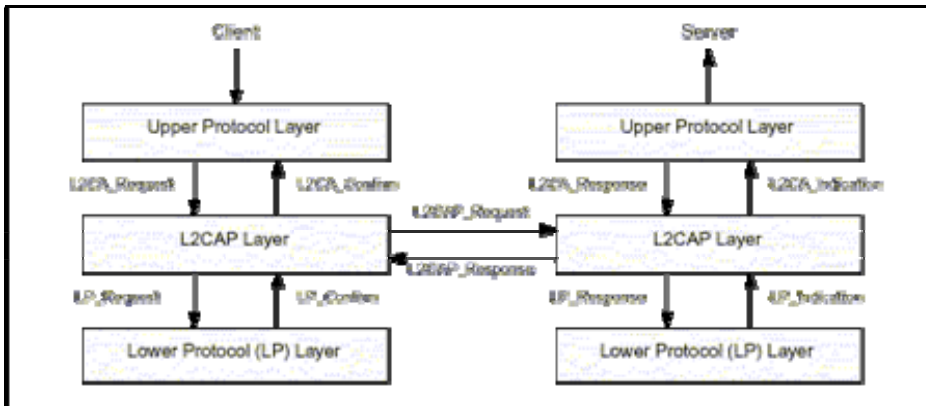 Client
Server
Upper Protocol Layer
Upper Protocol Layer
L2CA_Request
L2CA_Confirm
L2CA_Response
L2CA_Indication
L2CAP_Request
L2CAP Layer
L2CAP Layer
L2CAP_Response
LP_Request
LP_Confirm
LP_Response
LP_Indication
Lower Protocol (LP) Layer
Lower Protocol (LP) Layer